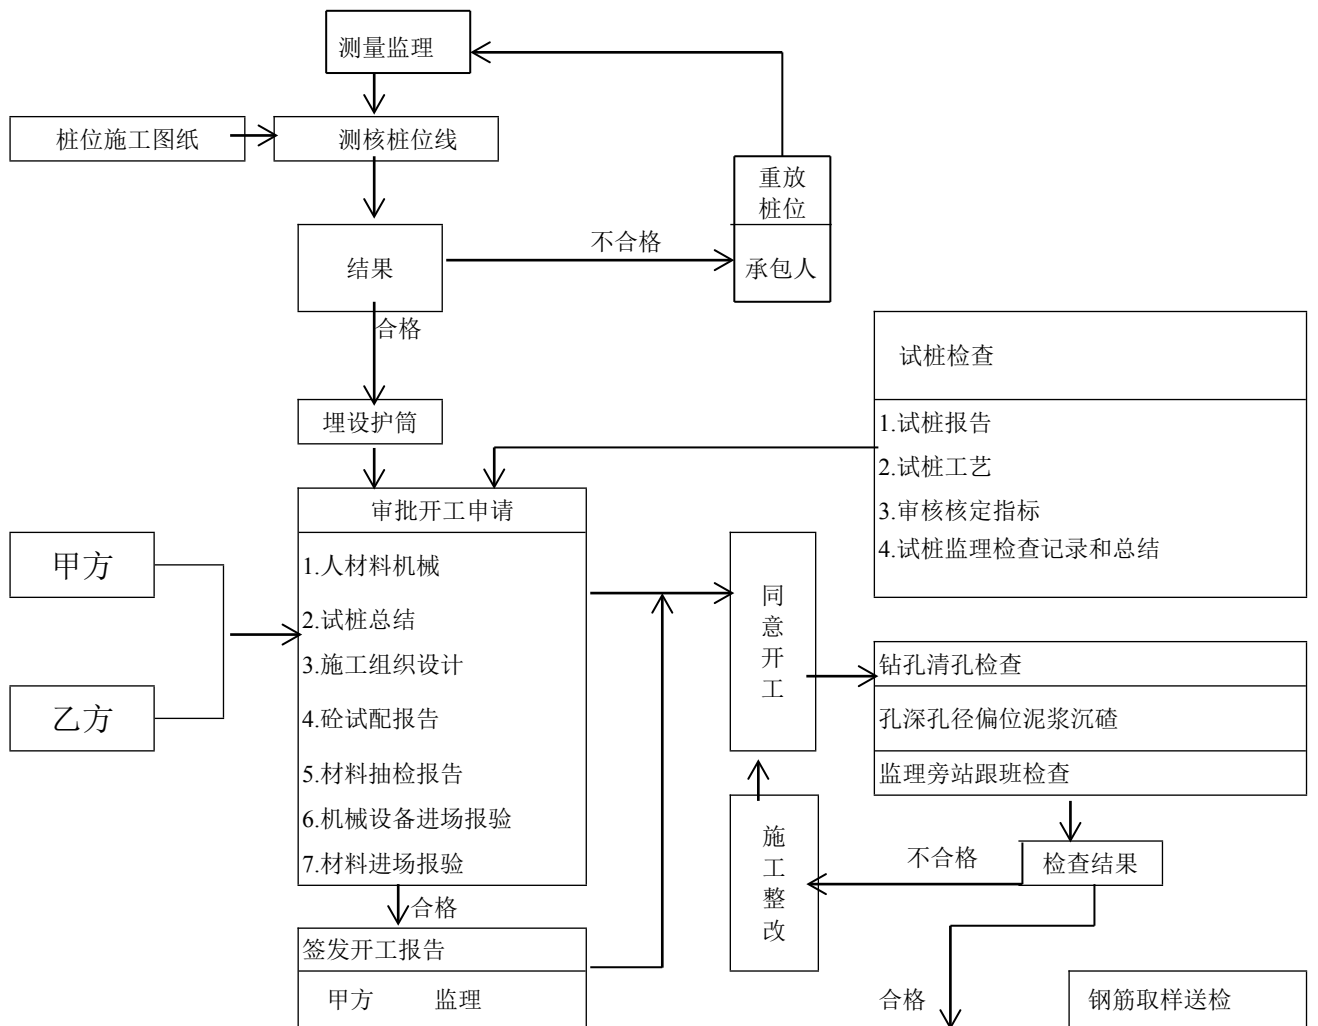 测量监理
桩位施工图纸
测核桩位线
重放
桩位
承包人
不合格
结果
合格
试桩检查
1.试桩报告
2.试桩工艺
3.审核核定指标
4.试桩监理检查记录和总结
埋设护筒
审批开工申请
1.人材料机械
2.试桩总结
3.施工组织设计
4.砼试配报告
5.材料抽检报告
6.机械设备进场报验
7.材料进场报验
甲方
乙方
同意开工
钻孔清孔检查
孔深孔径偏位泥浆沉碴
监理旁站跟班检查
施工整改
不合格
检查结果
合格
签发开工报告
甲方 监理
合格
钢筋取样送检